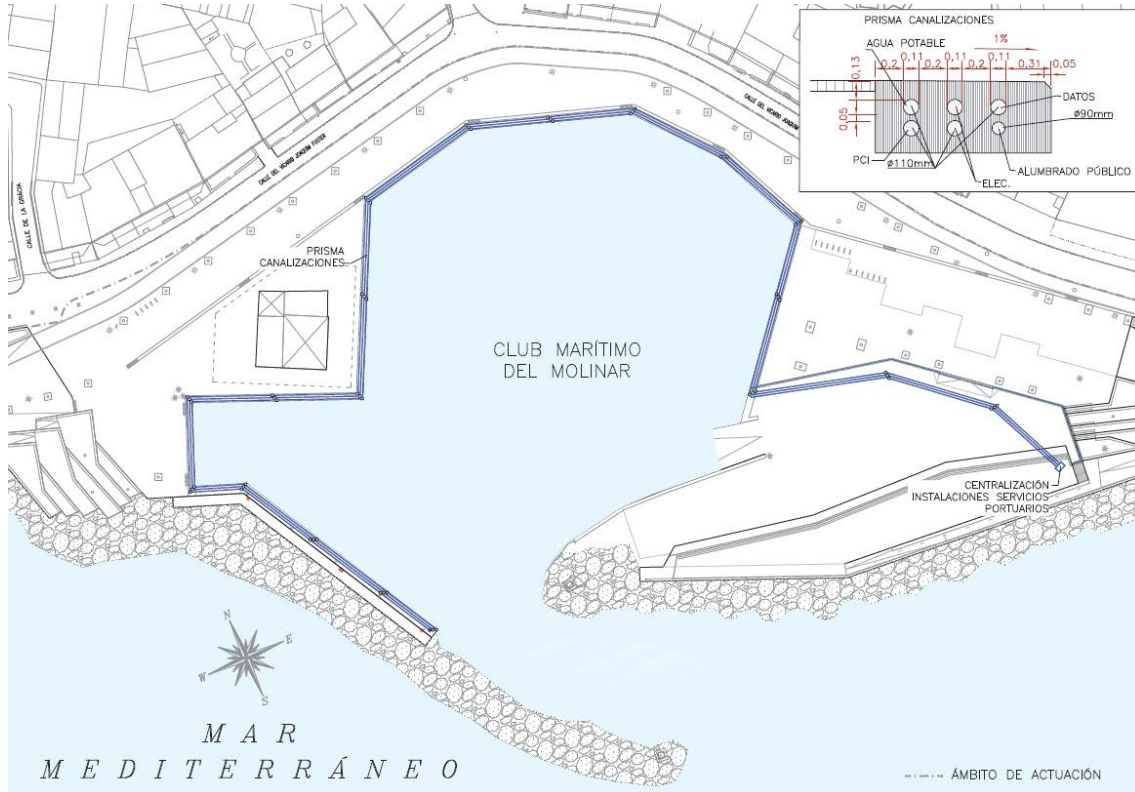 PRISMA CANALIZACIONES
AGUA POTABLE
1%
0,2
0,11
0,2
0,11
0,2
0,11
0,31
0,05
0,13
0,05
DATOS
ø90mm
PCI
ø110mm
ALUMBRADO PÚBLICO
ELEC.
CALLE DEL VICARIO JOAQUIM FUSTER
CALLE DEL VICARIO JOAQUIM FUSTER
CALLE DE LA GRACIA
PRISMA
CANALIZACIONES
CLUB MARÍTIMO
DEL MOLINAR
CENTRALIZACIÓN
INSTALACIONES SERVICIOS
PORTUARIOS
N
E
W
S
MAR
MEDITERRÁNEO
ÁMBITO DE ACTUACIÓN